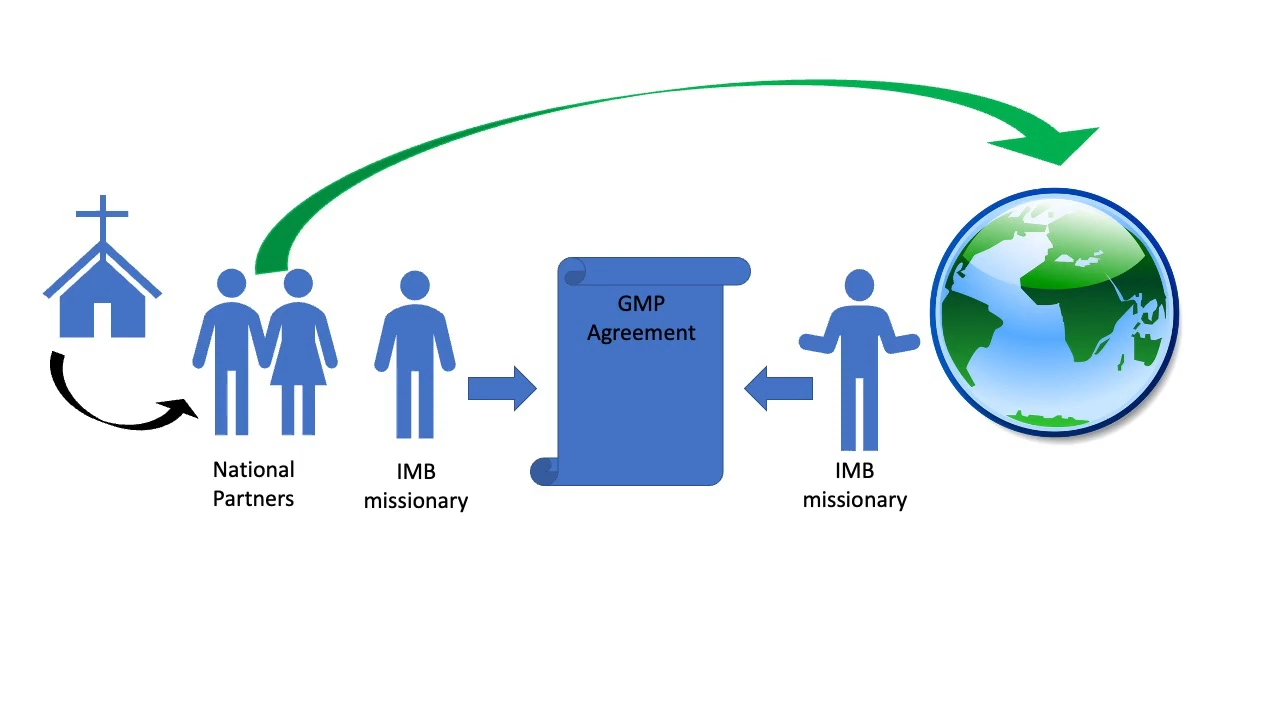 GMP
Agreement
National
Partners
IMB
missionary
IMB
missionary